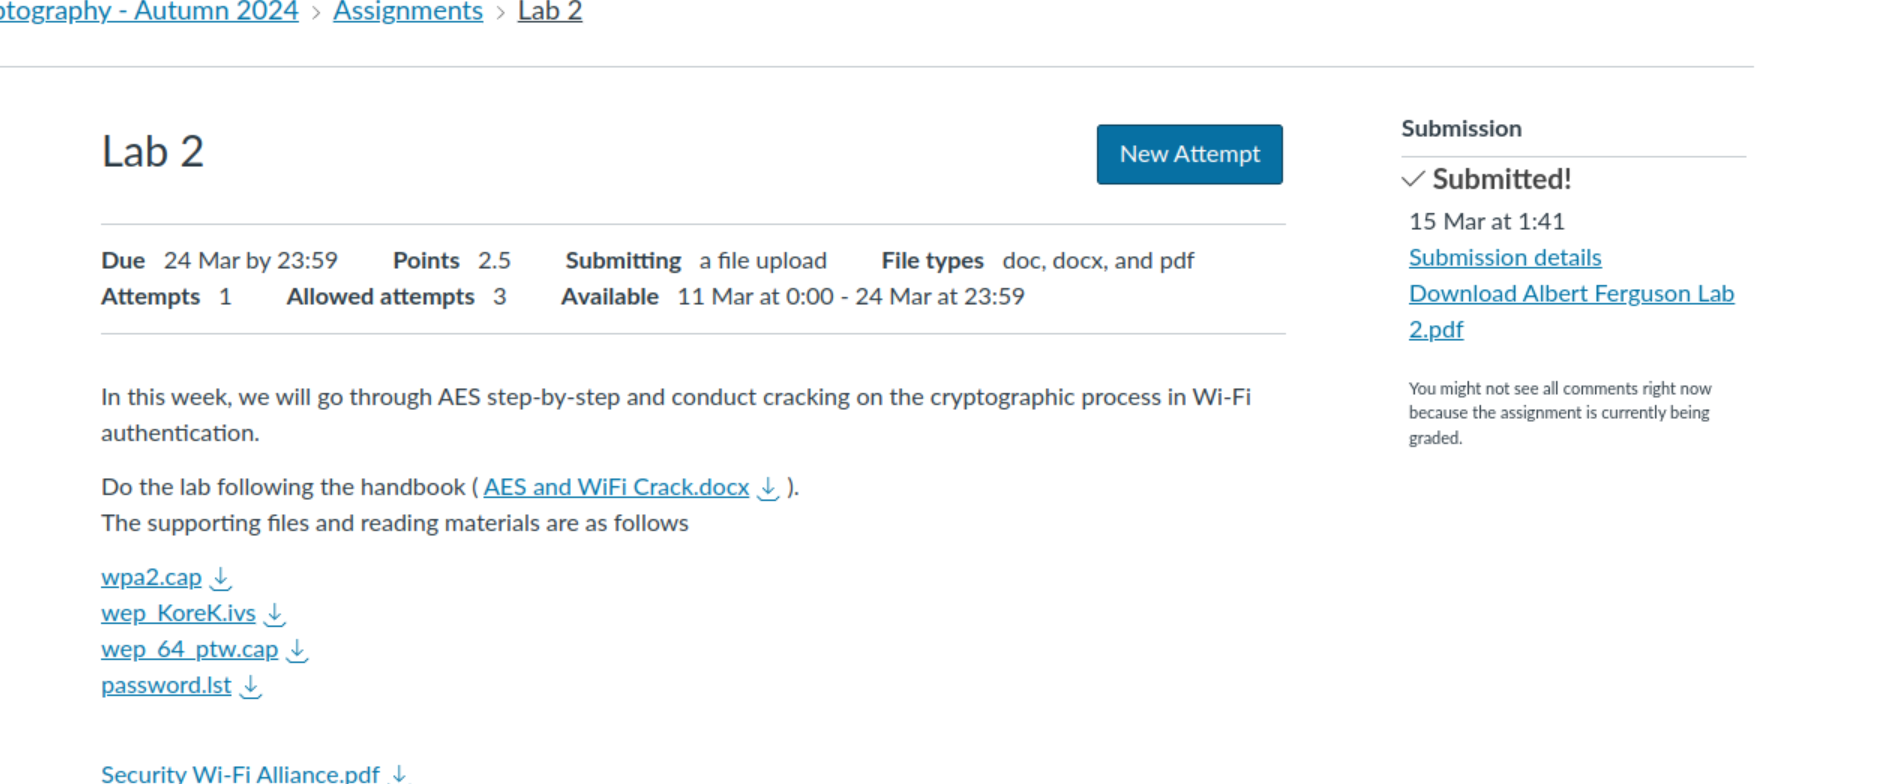 ptography - Autumn 2024 > Assignments > Lab 2
Lab 2
New Attempt
Due 24 Mar by 23:59 Points 2.5 Submitting a file upload File types doc, docx, and pdf
Attempts 1 Allowed attempts 3 Available 11 Mar at 0:00 - 24 Mar at 23:59
In this week, we will go through AES step-by-step and conduct cracking on the cryptographic process in Wi-Fi
authentication.
Do the lab following the handbook ( AES and WiFi Crack.docx ).
The supporting files and reading materials are as follows
wpa2.cap
wep_KoreK.ivs
wep_64_ptw.cap
password.lst
Security Wi-Fi Alliance.pdf
Submission
Submitted!
15 Mar at 1:41
Submission details
Download Albert Ferguson Lab
2.pdf
You might not see all comments right now
because the assignment is currently being
graded.